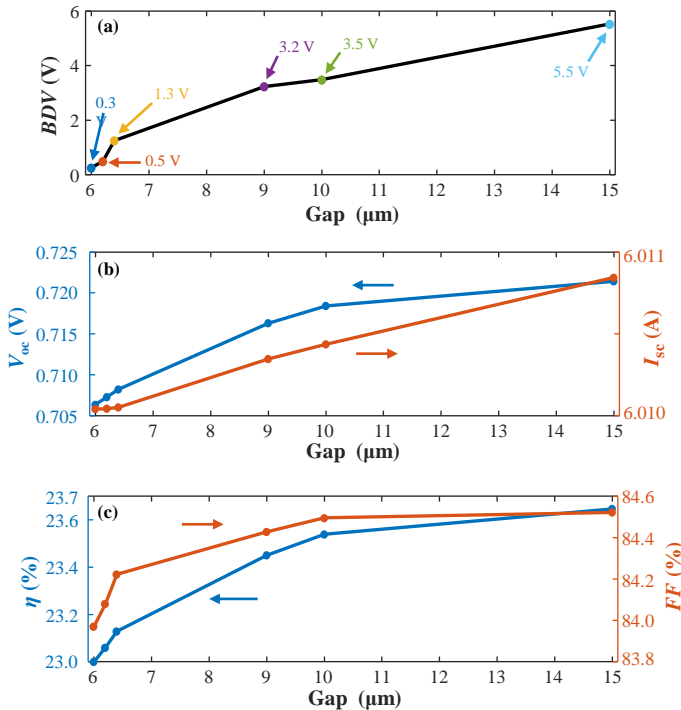 (a)
BDV (V)
6
4
2
0
0.3
V
1.3 V
0.5 V
3.2 V
3.5 V
5.5 V
6 7 8 9 10 11 12 13 14 15
Gap (μm)
(b)
Voc (V)
0.725
0.720
0.715
0.710
0.705
6.011
6.010
Isc (A)
6 7 8 9 10 11 12 13 14 15
Gap (μm)
(c)
η (%)
23.7
23.6
23.4
23.2
23.0
84.6
84.4
84.2
84.0
83.8
FF (%)
6 7 8 9 10 11 12 13 14 15
Gap (μm)